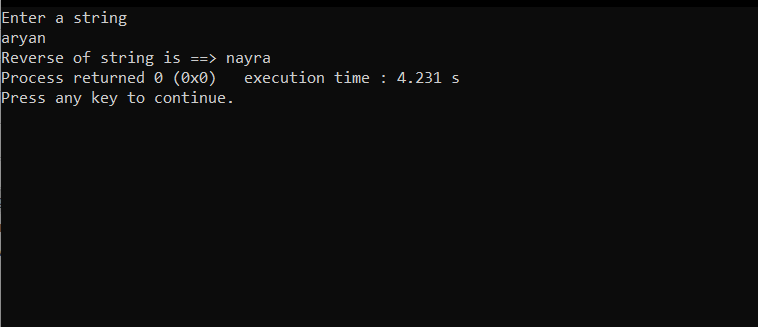 Enter a string
aryan
Reverse of string is ==> nayra
Process returned 0 (0x0)   execution time : 4.231 s
Press any key to continue.